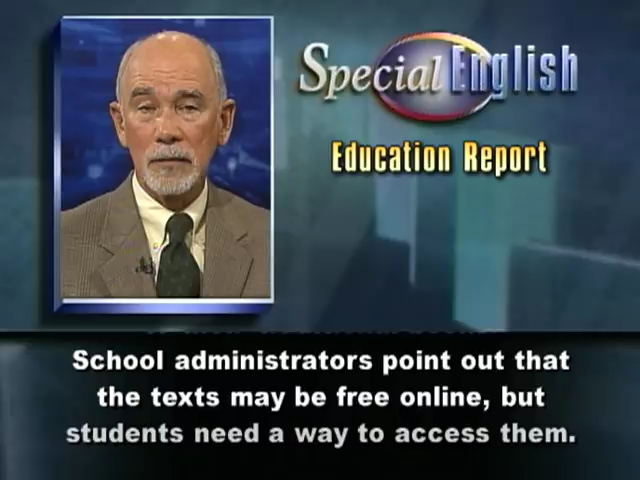 Special English
Education Report
School administrators point out that
the texts may be free online, but
students need a way to access them.